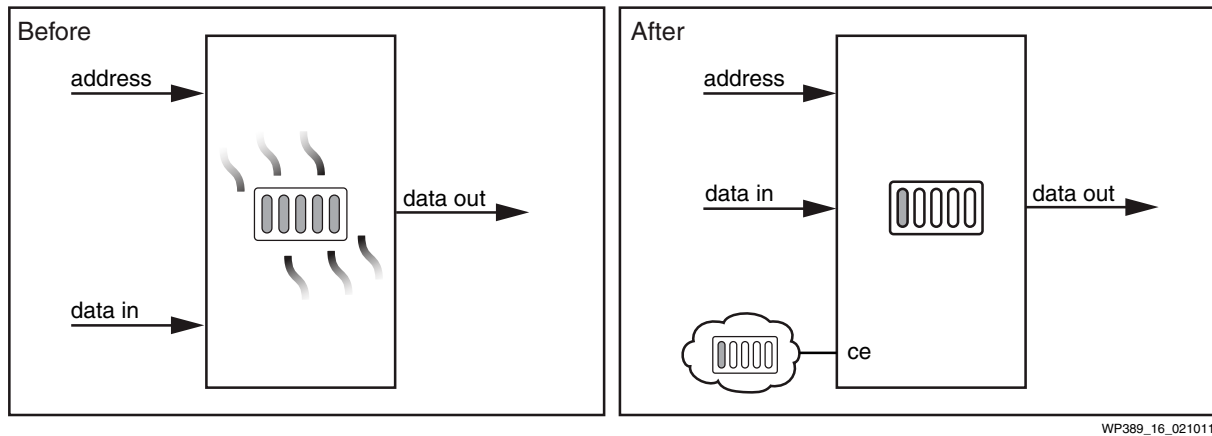 Before
address
data out
data in
After
address
data in
data out
ce
WP389_16_021011